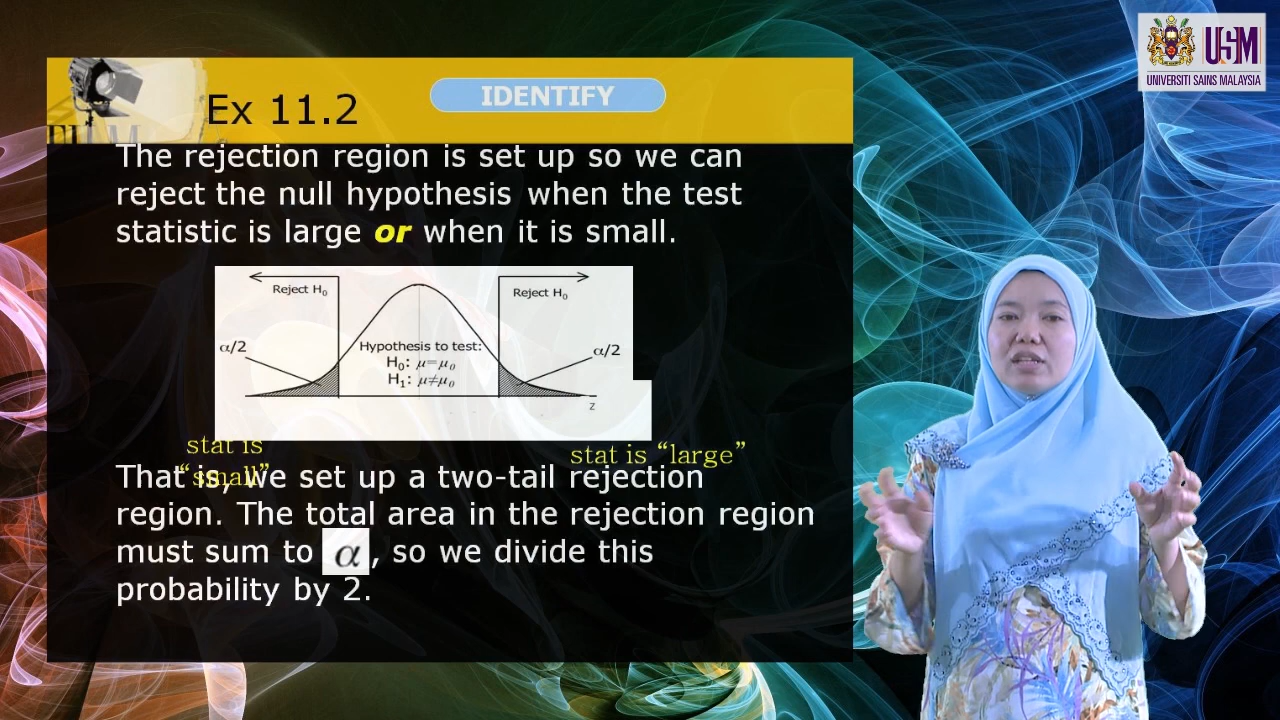 USM
UNIVERSITI SAINS MALAYSIA
Ex 11.2
IDENTIFY
FILM
The rejection region is set up so we can
reject the null hypothesis when the test
statistic is large or when it is small.
Reject H₀
Reject H₀
α/2
Hypothesis to test:
H₀: μ=μ₀
H₁: μ≠μ₀
α/2
z
stat is
“small”
stat is “large”
That is, we set up a two-tail rejection
region. The total area in the rejection region
must sum to α, so we divide this
probability by 2.